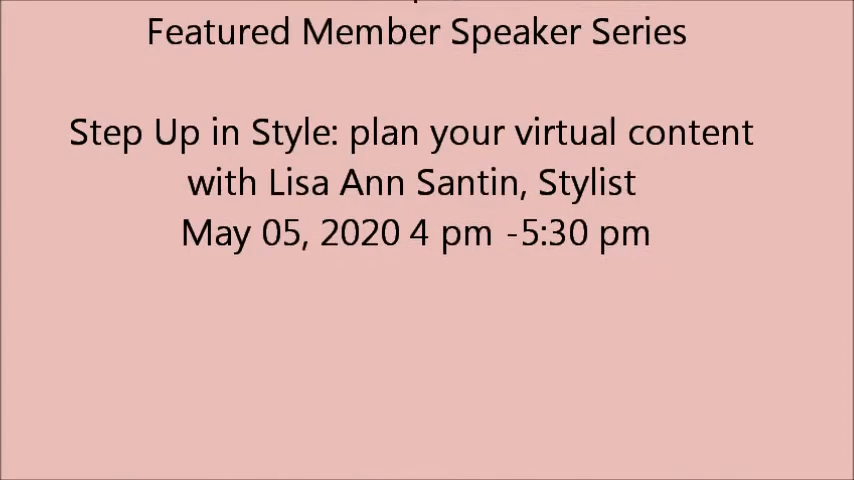 Featured Member Speaker Series
Step Up in Style: plan your virtual content
with Lisa Ann Santin, Stylist
May 05, 2020 4 pm -5:30 pm